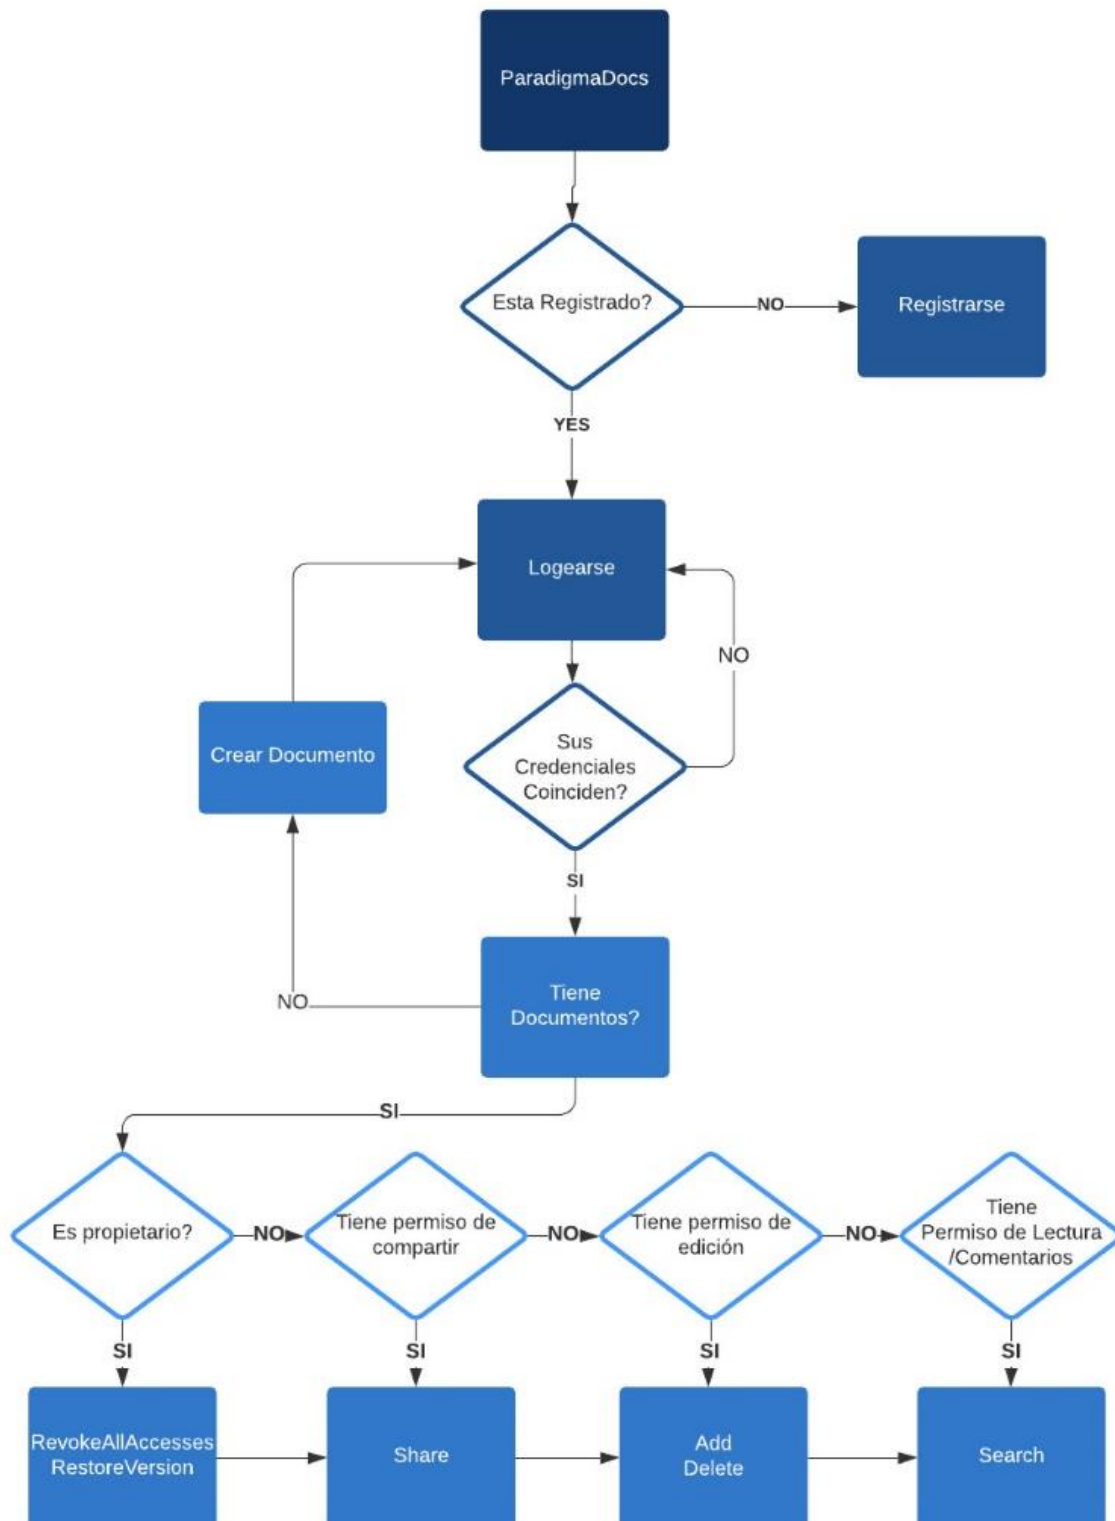 ParadigmaDocs
Esta Registrado?
NO
Registrarse
YES
Logearse
NO
Crear Documento
Sus
Credenciales
Coinciden?
SI
NO
Tiene
Documentos?
SI
Es propietario?
NO
Tiene permiso de
compartir
NO
Tiene permiso de
edición
NO
Tiene
Permiso de Lectura
/Comentarios
SI
SI
SI
SI
RevokeAllAccesses
RestoreVersion
Share
Add
Delete
Search